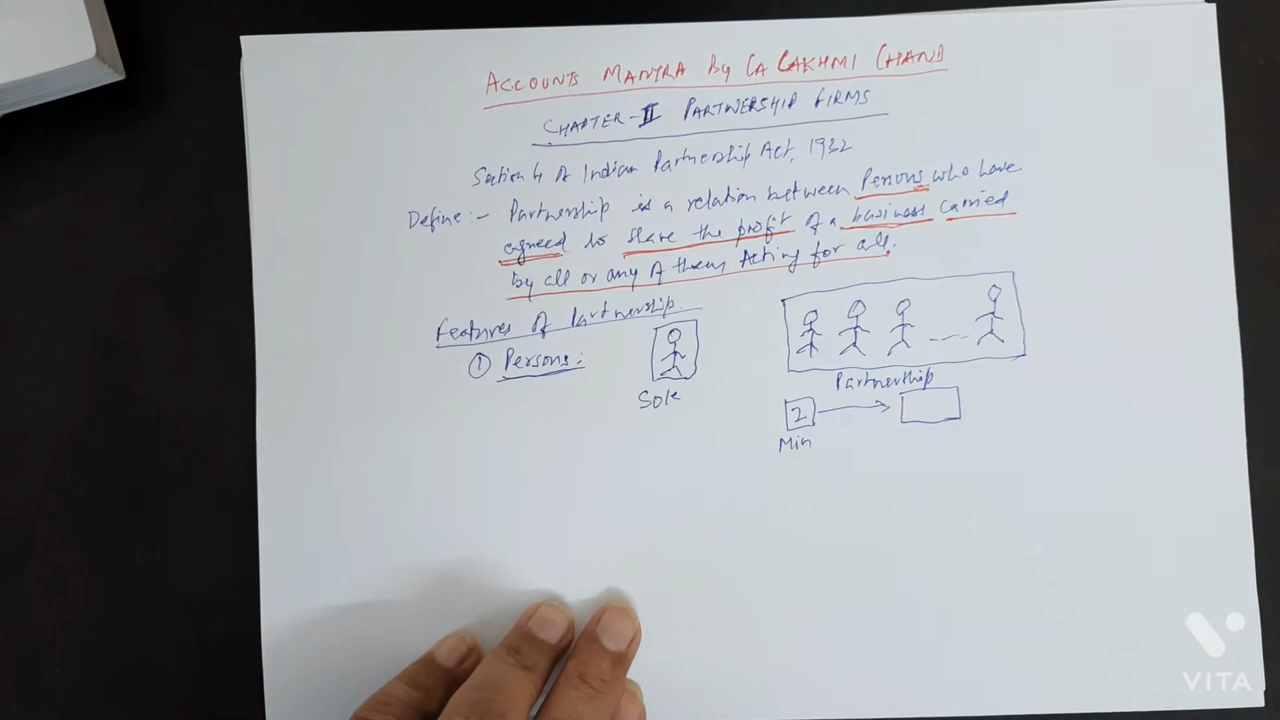 ACCOUNTS MANTRA BY CA LAKHMI CHAND
CHAPTER-II PARTNERSHIP FIRMS
Section 4 of Indian Partnership Act, 1932
Define:- Partnership is a relation between Persons who have
agreed to share the profit of a business carried
by all or any of them Acting for all.
Features of Partnership.
① Persons:
Sole
Partnership
2
Min
VITA